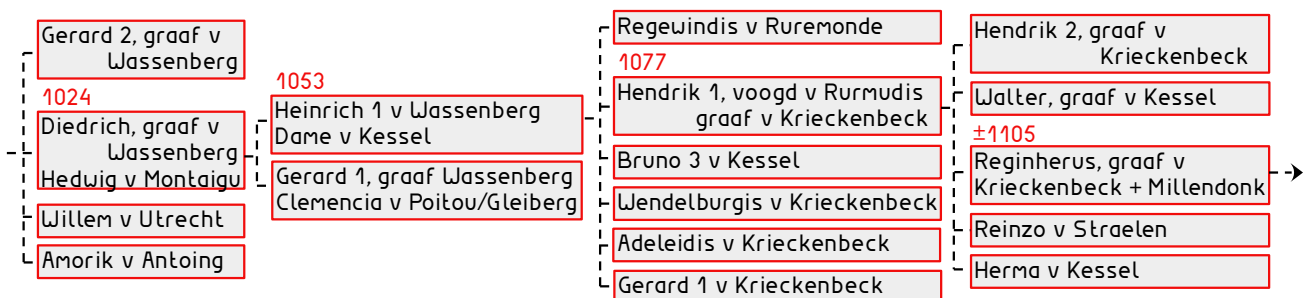 Gerard 2, graaf v
Wassenberg
1024
Diedrich, graaf v
Wassenberg
Hedwig v Montaigu
Willem v Utrecht
Amorik v Antoing
1053
Heinrich 1 v Wassenberg
Dame v Kessel
Gerard 1, graaf Wassenberg
Clemencia v Poitou/Gleiberg
Regewindis v Ruremonde
1077
Hendrik 1, voogd v Rurmudis
graaf v Krieckenbeck
Bruno 3 v Kessel
Wendelburgis v Krieckenbeck
Adeleidis v Krieckenbeck
Gerard 1 v Krieckenbeck
Hendrik 2, graaf v
Krieckenbeck
Walter, graaf v Kessel
±1105
Reginherus, graaf v
Krieckenbeck + Millendonk
Reinzo v Straelen
Herma v Kessel